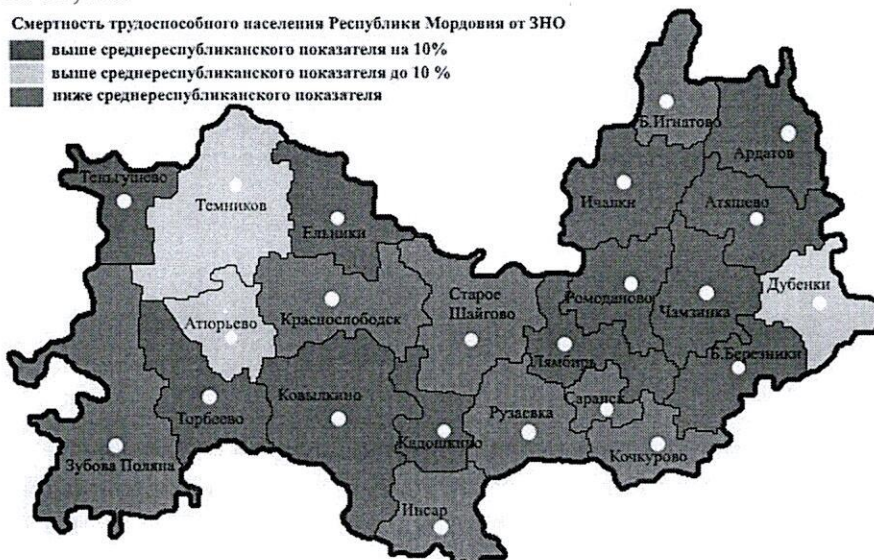 Смертность трудоспособного населения Республики Мордовия от ЗНО
выше среднереспубликанского показателя на 10%
выше среднереспубликанского показателя до 10 %
ниже среднереспубликанского показателя
Б.Игнатово
Ардатов
Теньгушево
Темников
Ичалки
Атяшево
Ельники
Дубенки
Ромоданово
Чамзинка
Старое
Шайгово
Краснослободск
Атюрьево
Лямбирь
Б.Березники
Ковылкино
Торбеево
Рузаевка
Саранск
Кадошкино
Кочкурово
Зубова Поляна
Инсар